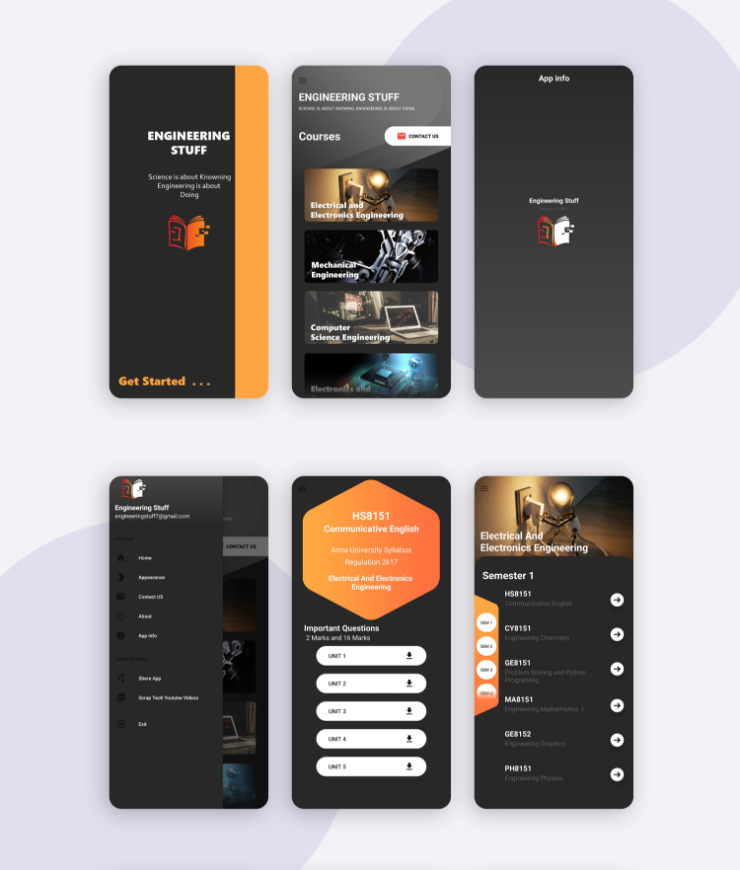 ENGINEERING
STUFF
Science is about Knowning
Engineering is about
Doing
Get Started . . .
ENGINEERING STUFF
SCIENCE IS ABOUT KNOWING, ENGINEERING IS ABOUT DOING
Courses
CONTACT US
Electrical and
Electronics Engineering
Mechanical
Engineering
Computer
Science Engineering
Electronics and
App info
Engineering Stuff
Engineering Stuff
engineeringstuff7@gmail.com
Home
Appearance
Contact US
About
App Info
Share App
Scrap Tech Youtube Videos
Exit
CONTACT US
HS8151
Communicative English
Anna University Syllabus
Regulation 2k17
Electrical And Electronics
Engineering
Important Questions
2 Marks and 16 Marks
UNIT 1
UNIT 2
UNIT 3
UNIT 4
UNIT 5
Electrical And
Electronics Engineering
Semester 1
SEM 1
SEM 2
SEM 3
SEM 4
HS8151
Communicative English
CY8151
Engineering Chemistry
GE8151
Problem Solving and Python
Programing
MA8151
Engineering Mathematics I
GE8152
Engineering Graphics
PH8151
Engineering Physics